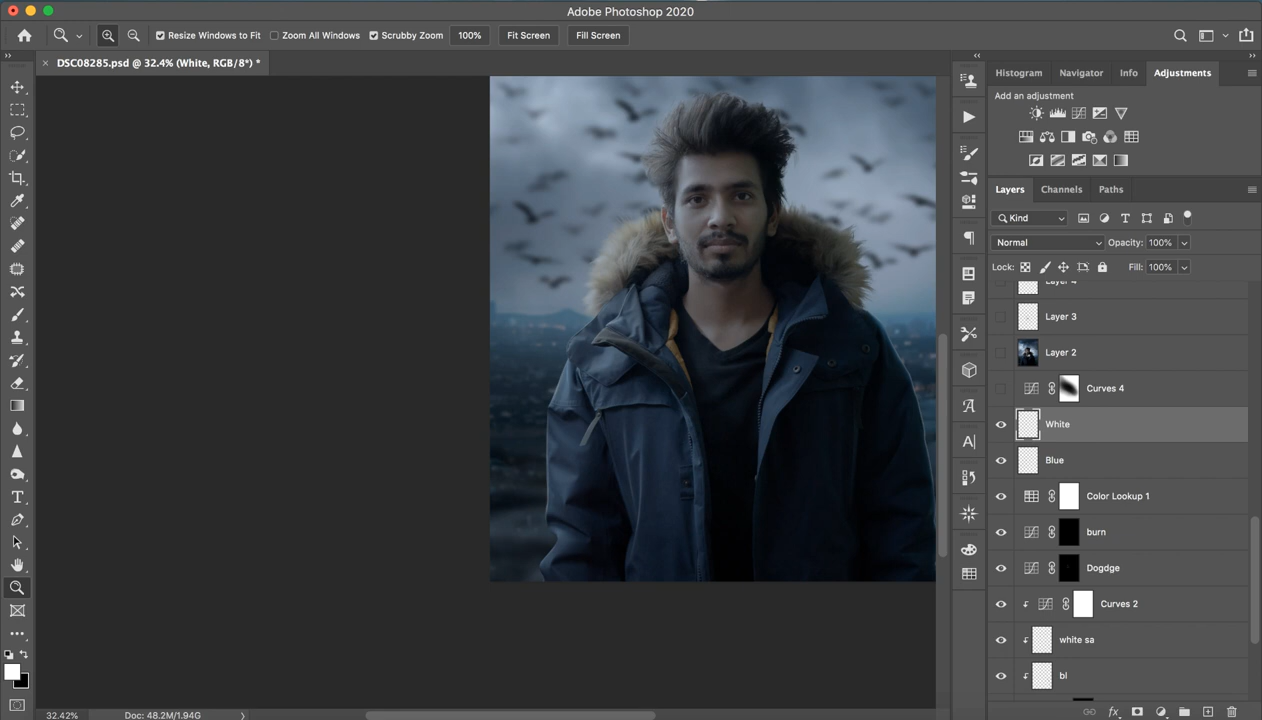 Adobe Photoshop 2020
Resize Windows to Fit Zoom All Windows Scrubby Zoom 100% Fit Screen Fill Screen
DSC08285.psd @ 32.4% (White, RGB/8*) *
Histogram Navigator Info Adjustments
Add an adjustment
Layers Channels Paths
Kind
Normal Opacity: 100%
Lock: Fill: 100%
Layer 4
Layer 3
Layer 2
Curves 4
White
Blue
Color Lookup 1
burn
Dogdge
Curves 2
white sa
bl
32.42% Doc: 48.2M/1.94G